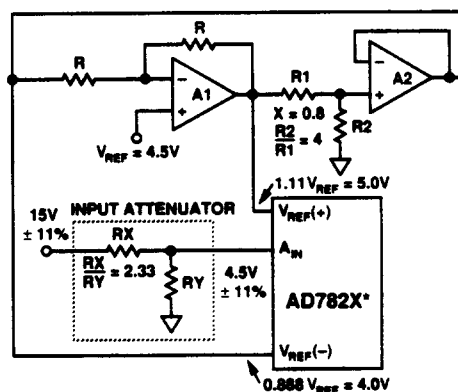 R
R
A1
A2
R1
X = 0.8
R2
R1 = 4
R2
VREF = 4.5V
1.11 VREF = 5.0V
INPUT ATTENUATOR
15V
± 11%
RX
RX
RY = 2.33
RY
4.5V
± 11%
VREF(+)
AIN
AD782X*
VREF(–)
0.888 VREF = 4.0V